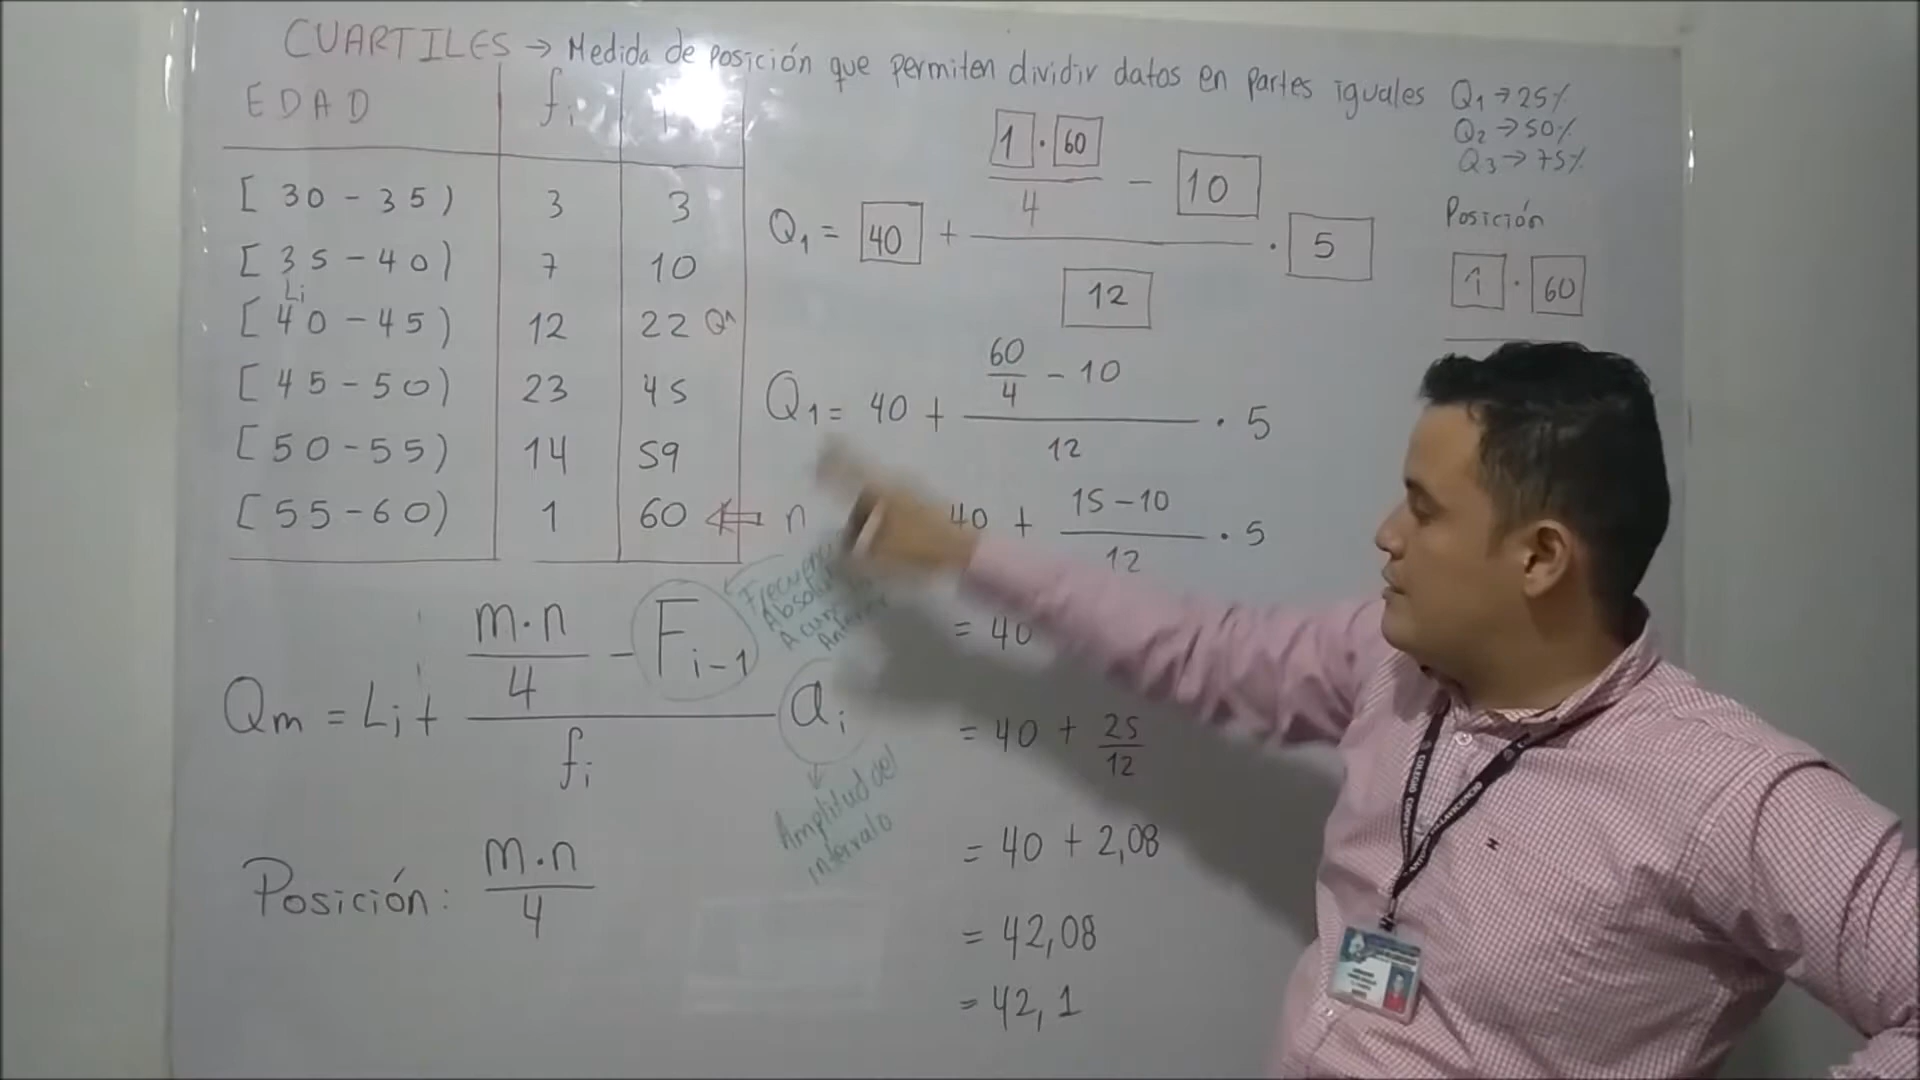 CUARTILES → Medida de posición que permiten dividir datos en partes iguales
Q1 → 25%
Q2 → 50%
Q3 → 75%
EDAD fi
[30 - 35) 3 3
[35 - 40) 7 10
Li
[40 - 45) 12 22 Q1
[45 - 50) 23 45
[50 - 55) 14 59
[55 - 60) 1 60 ⇐ n
Qm = Li + m·n/4 - Fi-1 / fi ai
Frecuencia
Absoluta
Amplitud del
intervalo
Posición: m·n/4
Q1 = 40 + 1 · 60 / 4 - 10 / 12 · 5
Q1 = 40 + 60/4 - 10 / 12 · 5
40 + 15 - 10 / 12 · 5
= 40
= 40 + 25/12
= 40 + 2,08
= 42,08
= 42,1
Posición
1 · 60
COLEGIO